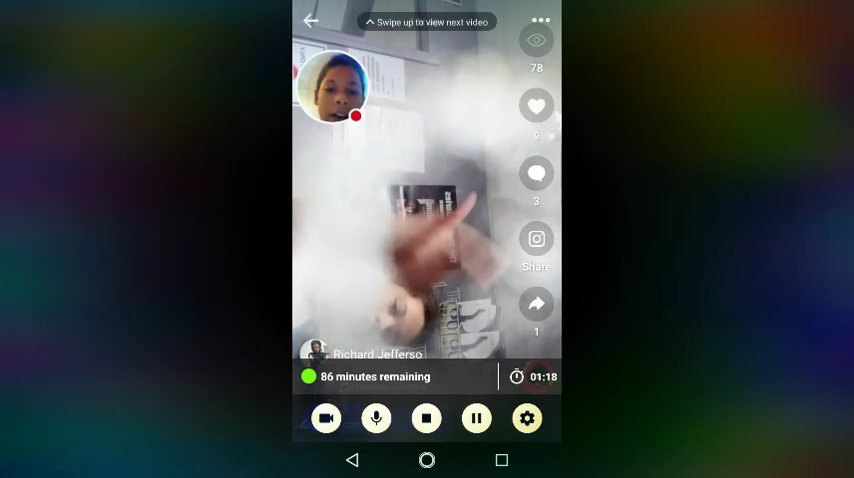 Swipe up to view next video
78
9
3
Share
1
Richard Jefferso
86 minutes remaining
01:18